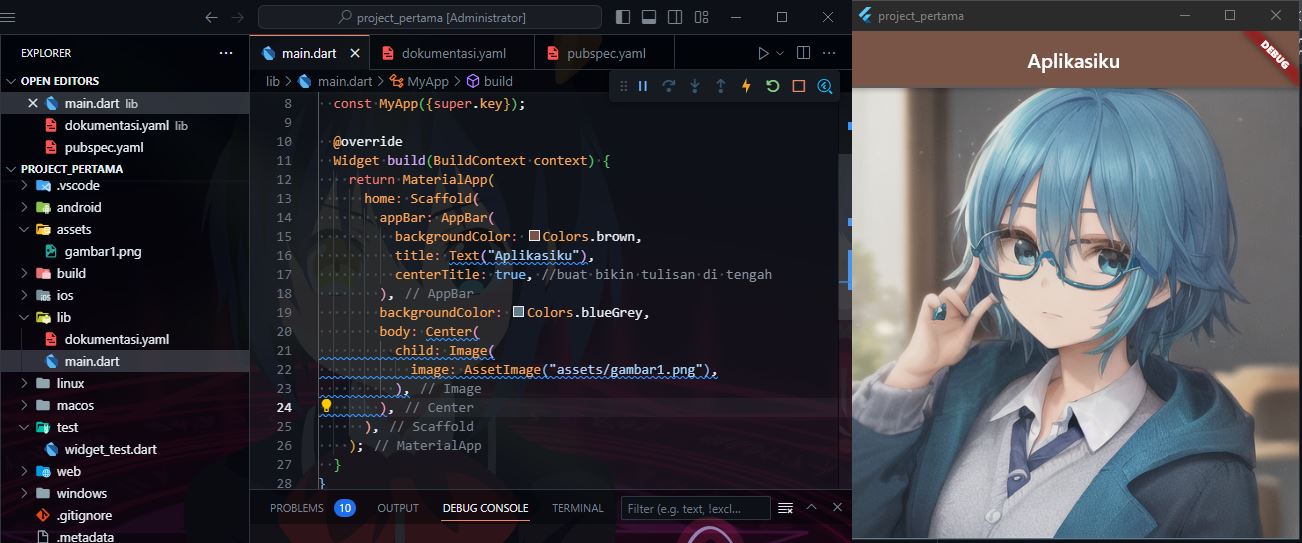 project_pertama [Administrator]
EXPLORER
OPEN EDITORS
main.dart lib
dokumentasi.yaml lib
pubspec.yaml
PROJECT_PERTAMA
.vscode
android
assets
gambar1.png
build
ios
lib
dokumentasi.yaml
main.dart
linux
macos
test
widget_test.dart
web
windows
.gitignore
.metadata
main.dart
dokumentasi.yaml
pubspec.yaml
lib > main.dart > MyApp > build
8 const MyApp({super.key});
9
10 @override
11 Widget build(BuildContext context) {
12 return MaterialApp(
13 home: Scaffold(
14 appBar: AppBar(
15 backgroundColor: Colors.brown,
16 title: Text("Aplikasiku"),
17 centerTitle: true, //buat bikin tulisan di tengah
18 ), // AppBar
19 backgroundColor: Colors.blueGrey,
20 body: Center(
21 child: Image(
22 image: AssetImage("assets/gambar1.png"),
23 ), // Image
24 ), // Center
25 ), // Scaffold
26 ); // MaterialApp
27 }
28 }
PROBLEMS 10 OUTPUT DEBUG CONSOLE TERMINAL Filter (e.g. text, !excl...
project_pertama
Aplikasiku
DEBUG